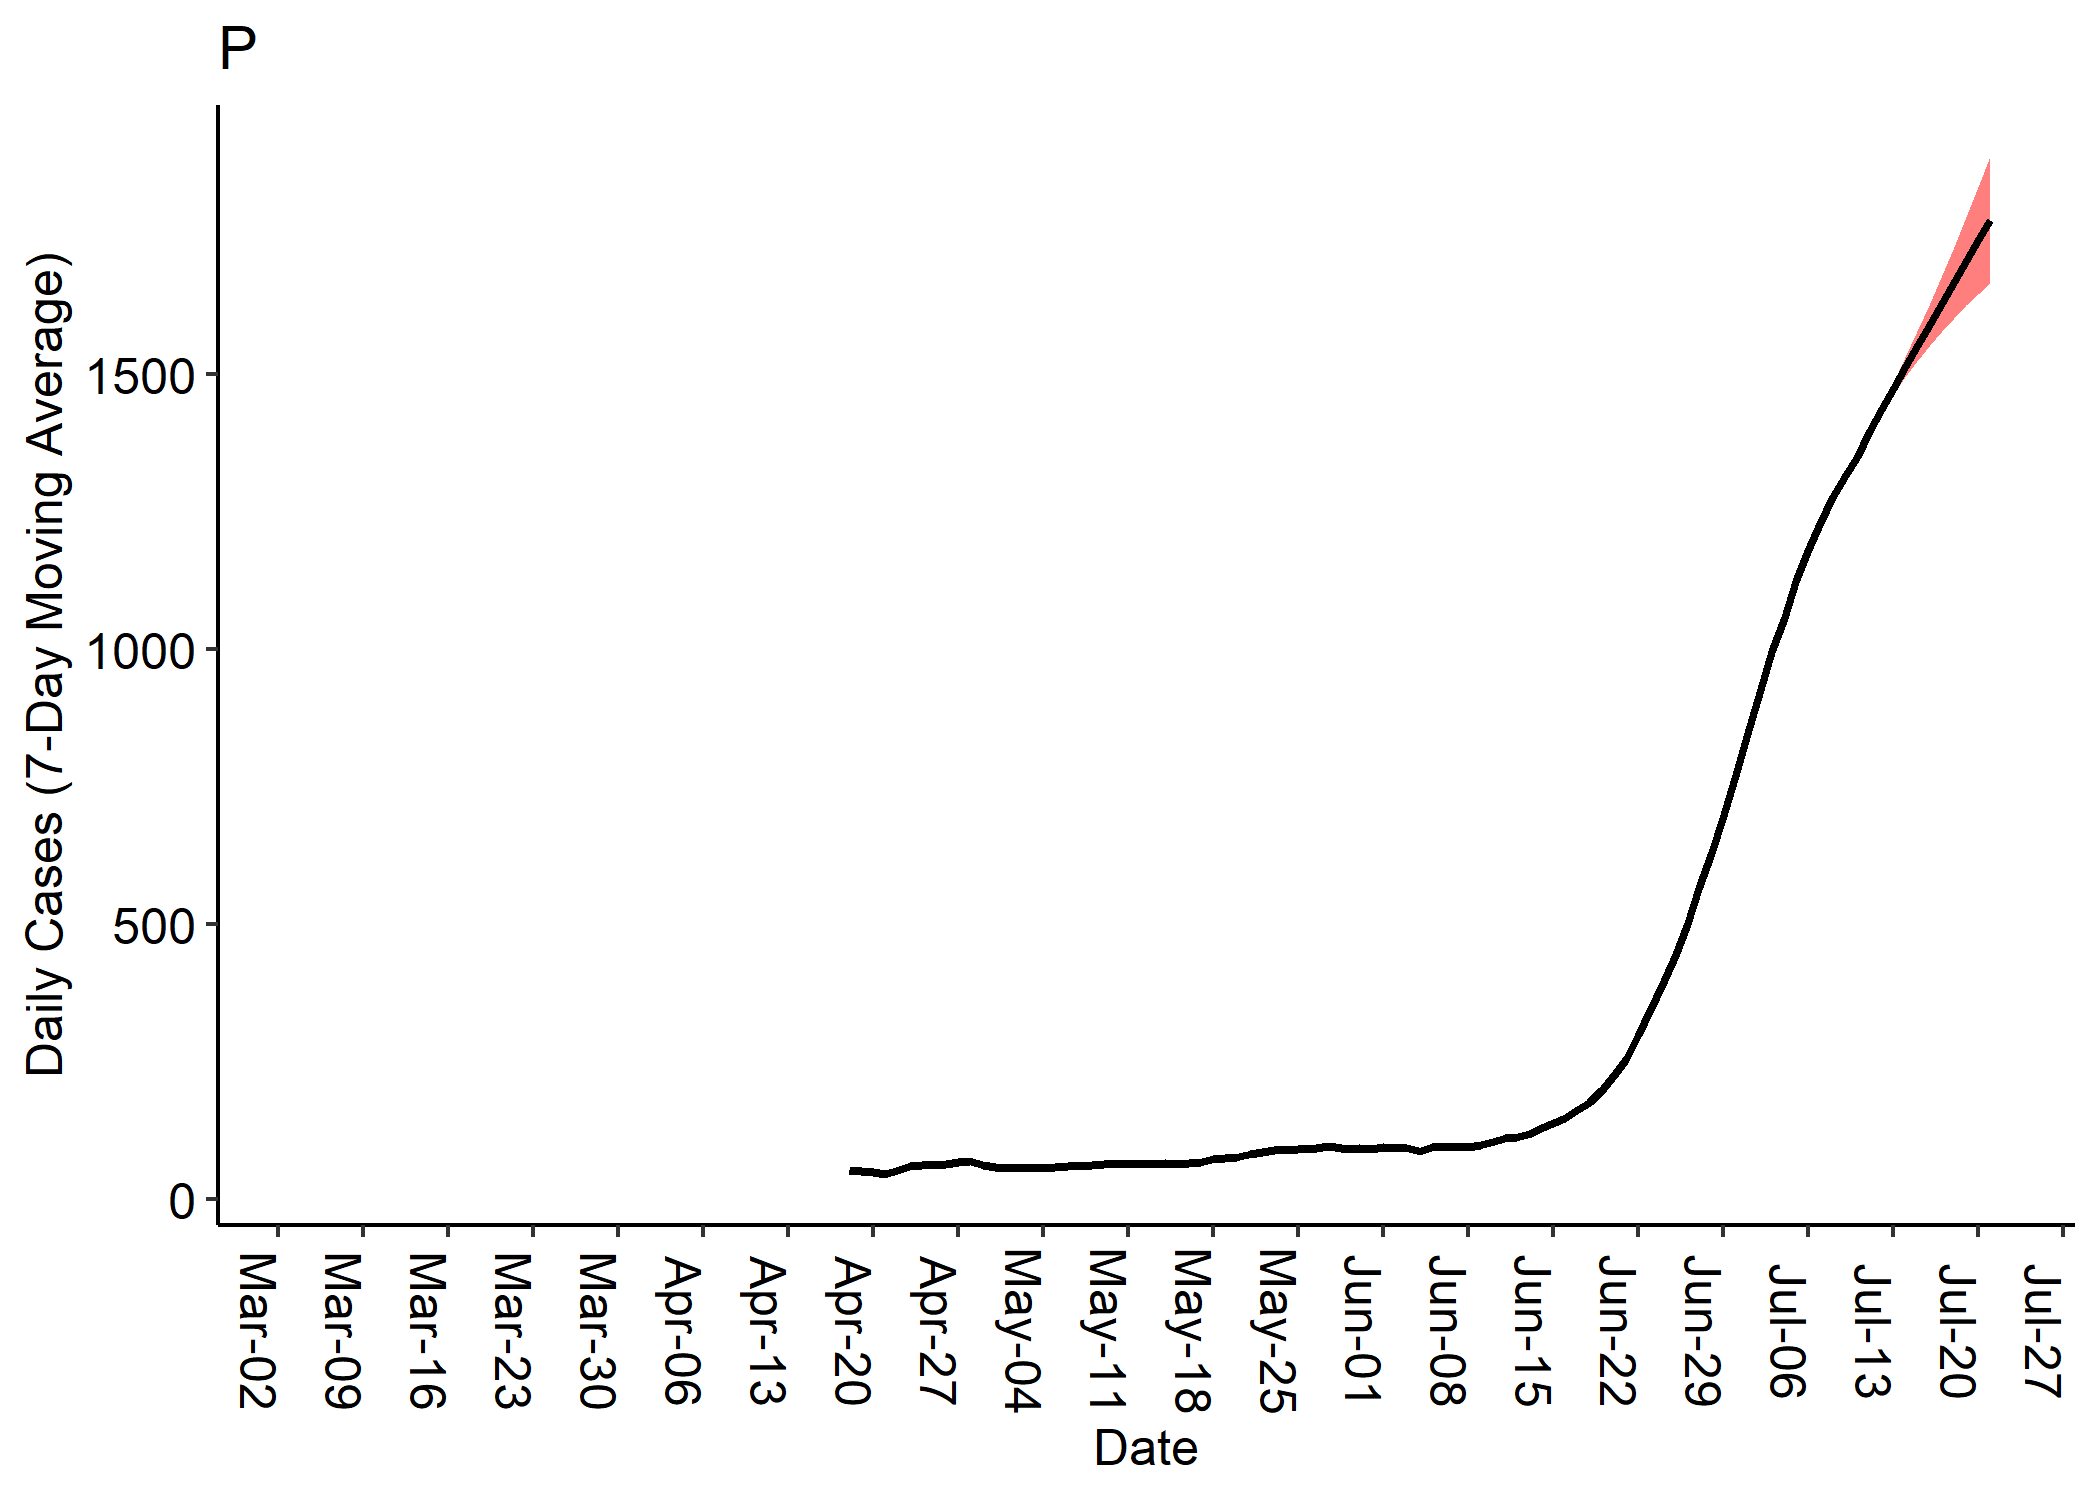 P
Daily Cases (7-Day Moving Average)
1500
1000
500
0
Mar-02
Mar-09
Mar-16
Mar-23
Mar-30
Apr-06
Apr-13
Apr-20
Apr-27
May-04
May-11
May-18
May-25
Jun-01
Jun-08
Jun-15
Jun-22
Jun-29
Jul-06
Jul-13
Jul-20
Jul-27
Date